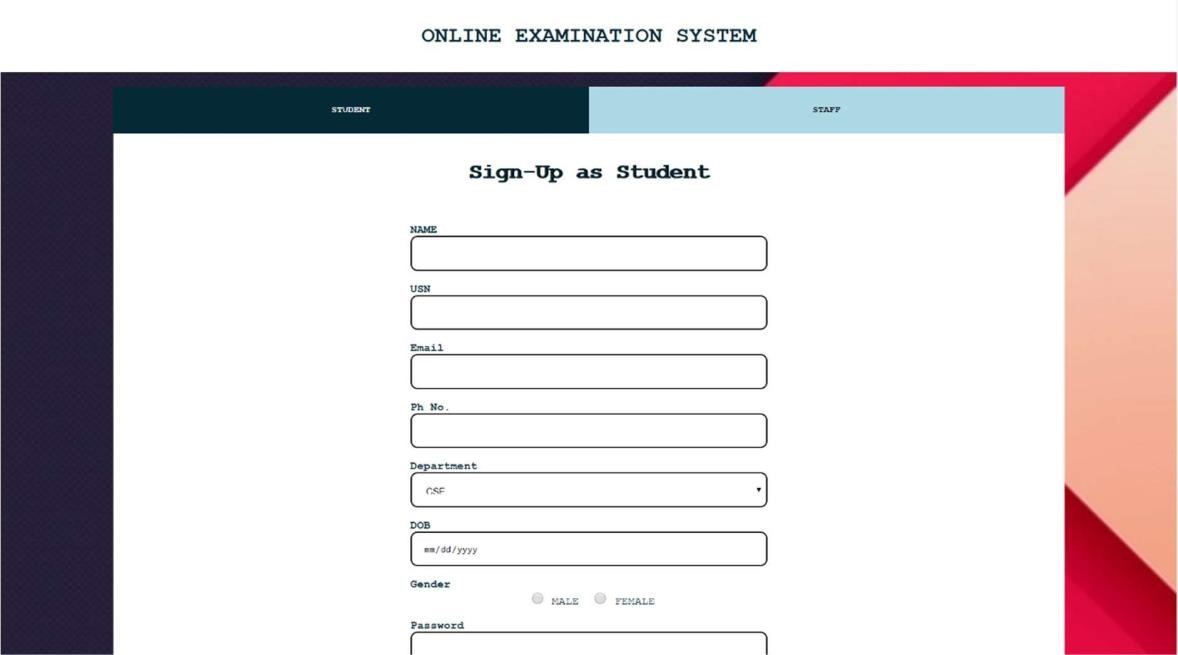 ONLINE EXAMINATION SYSTEM
STUDENT STAFF
Sign-Up as Student
NAME
USN
Email
Ph No.
Department
CSE
DOB
mm/dd/yyyy
Gender
MALE FEMALE
Password